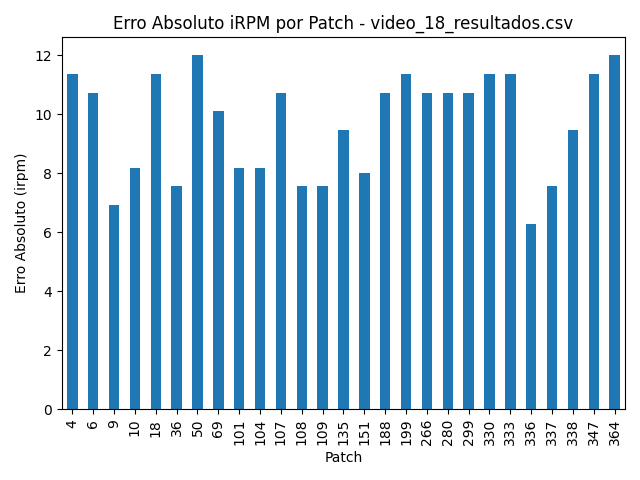 Erro Absoluto iRPM por Patch - video_18_resultados.csv
Erro Absoluto (irpm)
12
10
8
6
4
2
0
4 6 9 10 18 36 50 69 101 104 107 108 109 135 151 188 199 266 280 299 330 333 336 337 338 347 364
Patch